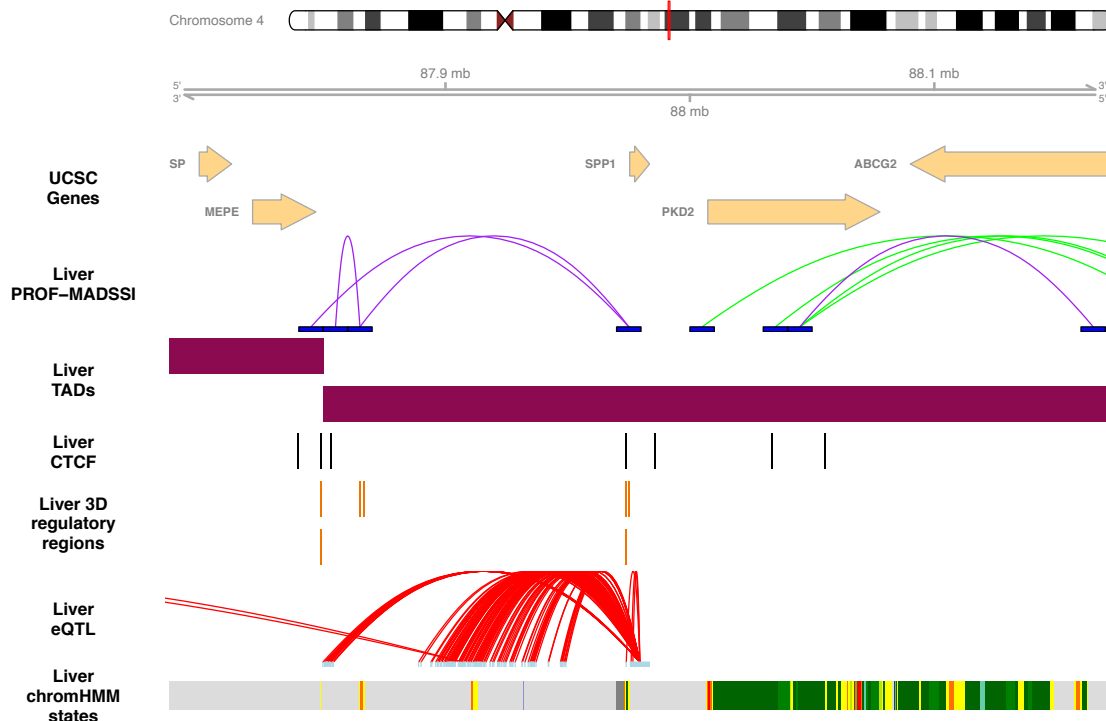 Chromosome 4
87.9 mb
88.1 mb
5'
3'
3'
5'
88 mb
SP
SPP1
ABCG2
UCSC
Genes
MEPE
PKD2
Liver
PROF−MADSSI
Liver
TADs
Liver
CTCF
Liver 3D
regulatory
regions
Liver
eQTL
Liver
chromHMM
states